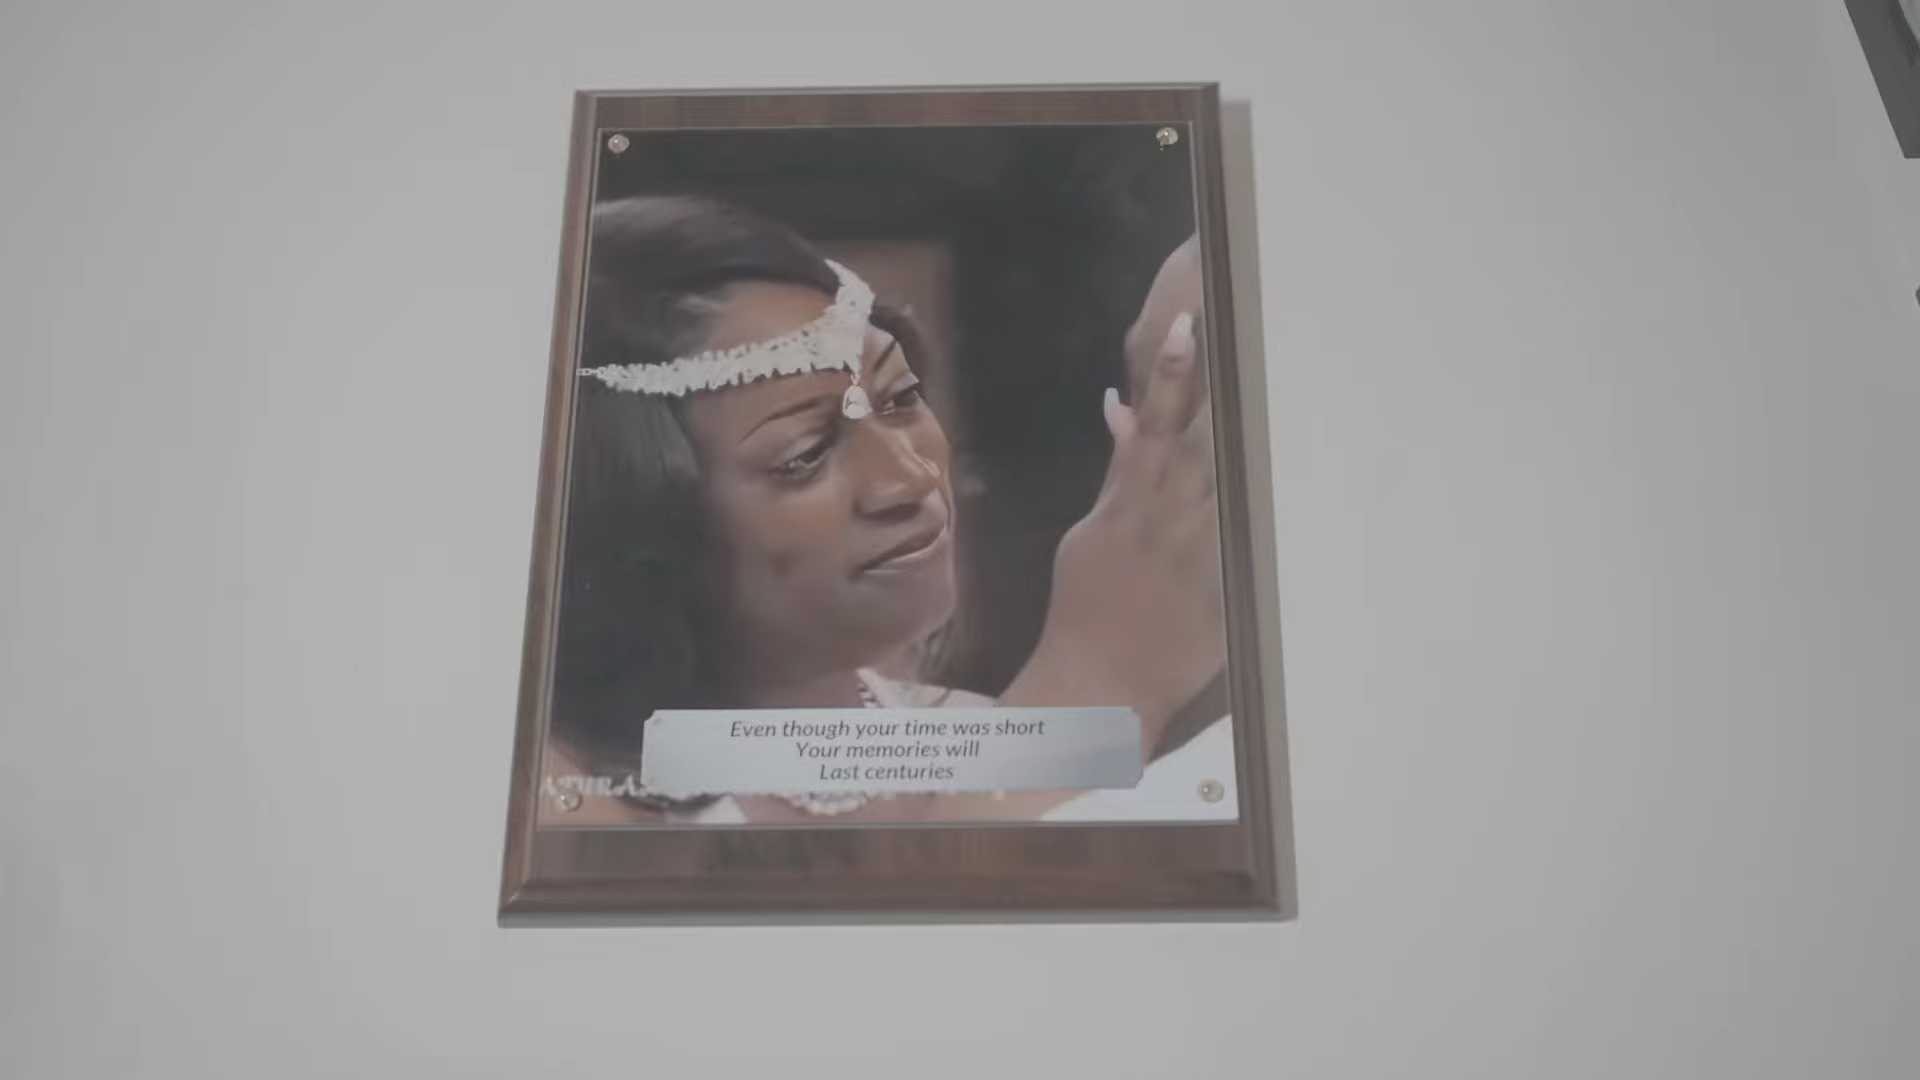 Even though your time was short
Your memories will
Last centuries